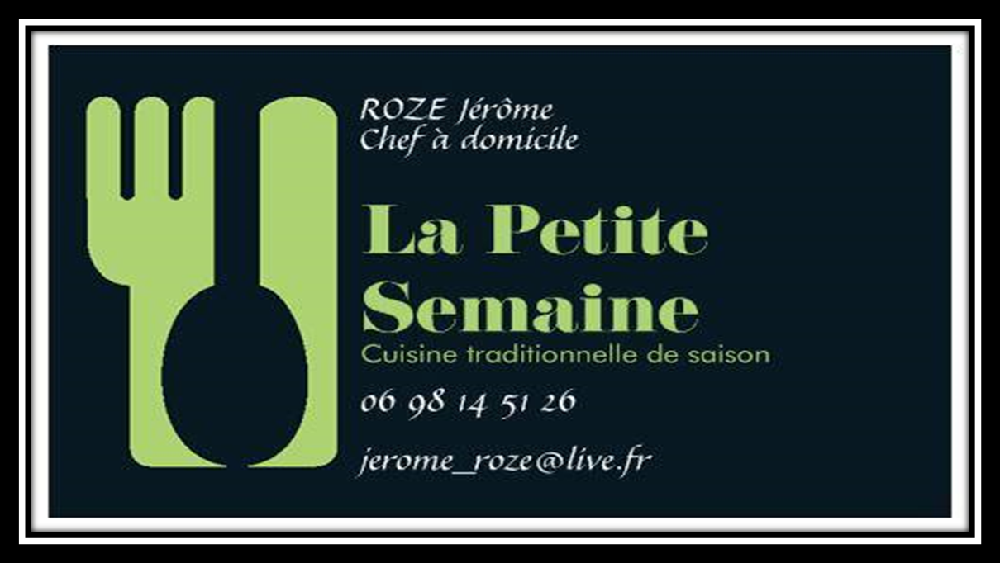 ROZE Jérôme
Chef à domicile
La Petite
Semaine
Cuisine traditionnelle de saison
06 98 14 51 26
jerome_roze@live.fr